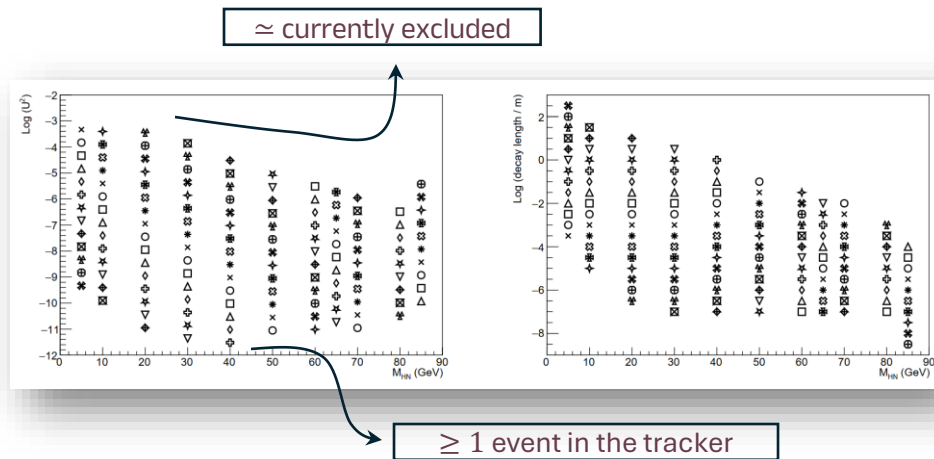 ≃ currently excluded
Log (U²)
−2
−3
−4
−5
−6
−7
−8
−9
−10
−11
−12
0 10 20 30 40 50 60 70 80 90
M_HN (GeV)
Log (decay length / m)
2
0
−2
−4
−6
−8
0 10 20 30 40 50 60 70 80 90
M_HN (GeV)
≥ 1 event in the tracker